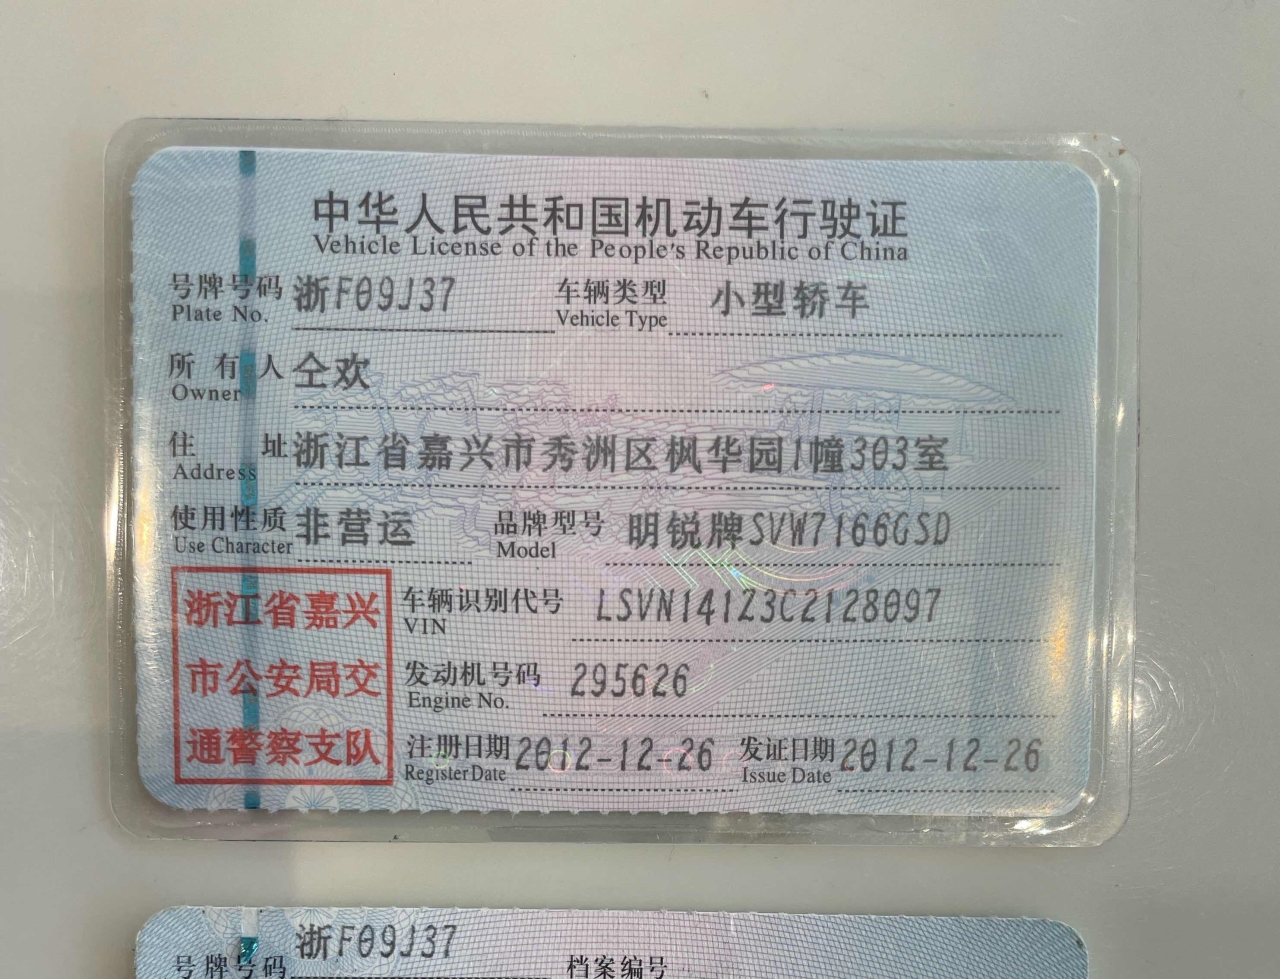 中华人民共和国机动车行驶证
Vehicle License of the People's Republic of China
号牌号码 浙F09J37 车辆类型 小型轿车
Plate No. Vehicle Type
所有人 仝欢
Owner
住址 浙江省嘉兴市秀洲区枫华园1幢303室
Address
使用性质 非营运 品牌型号 明锐牌SVW7166GSD
Use Character Model
浙江省嘉兴
市公安局交
通警察支队
车辆识别代号 LSVN141Z3C2128097
VIN
发动机号码 295626
Engine No.
注册日期 2012-12-26 发证日期 2012-12-26
Register Date Issue Date
号牌号码 浙F09J37 档案编号